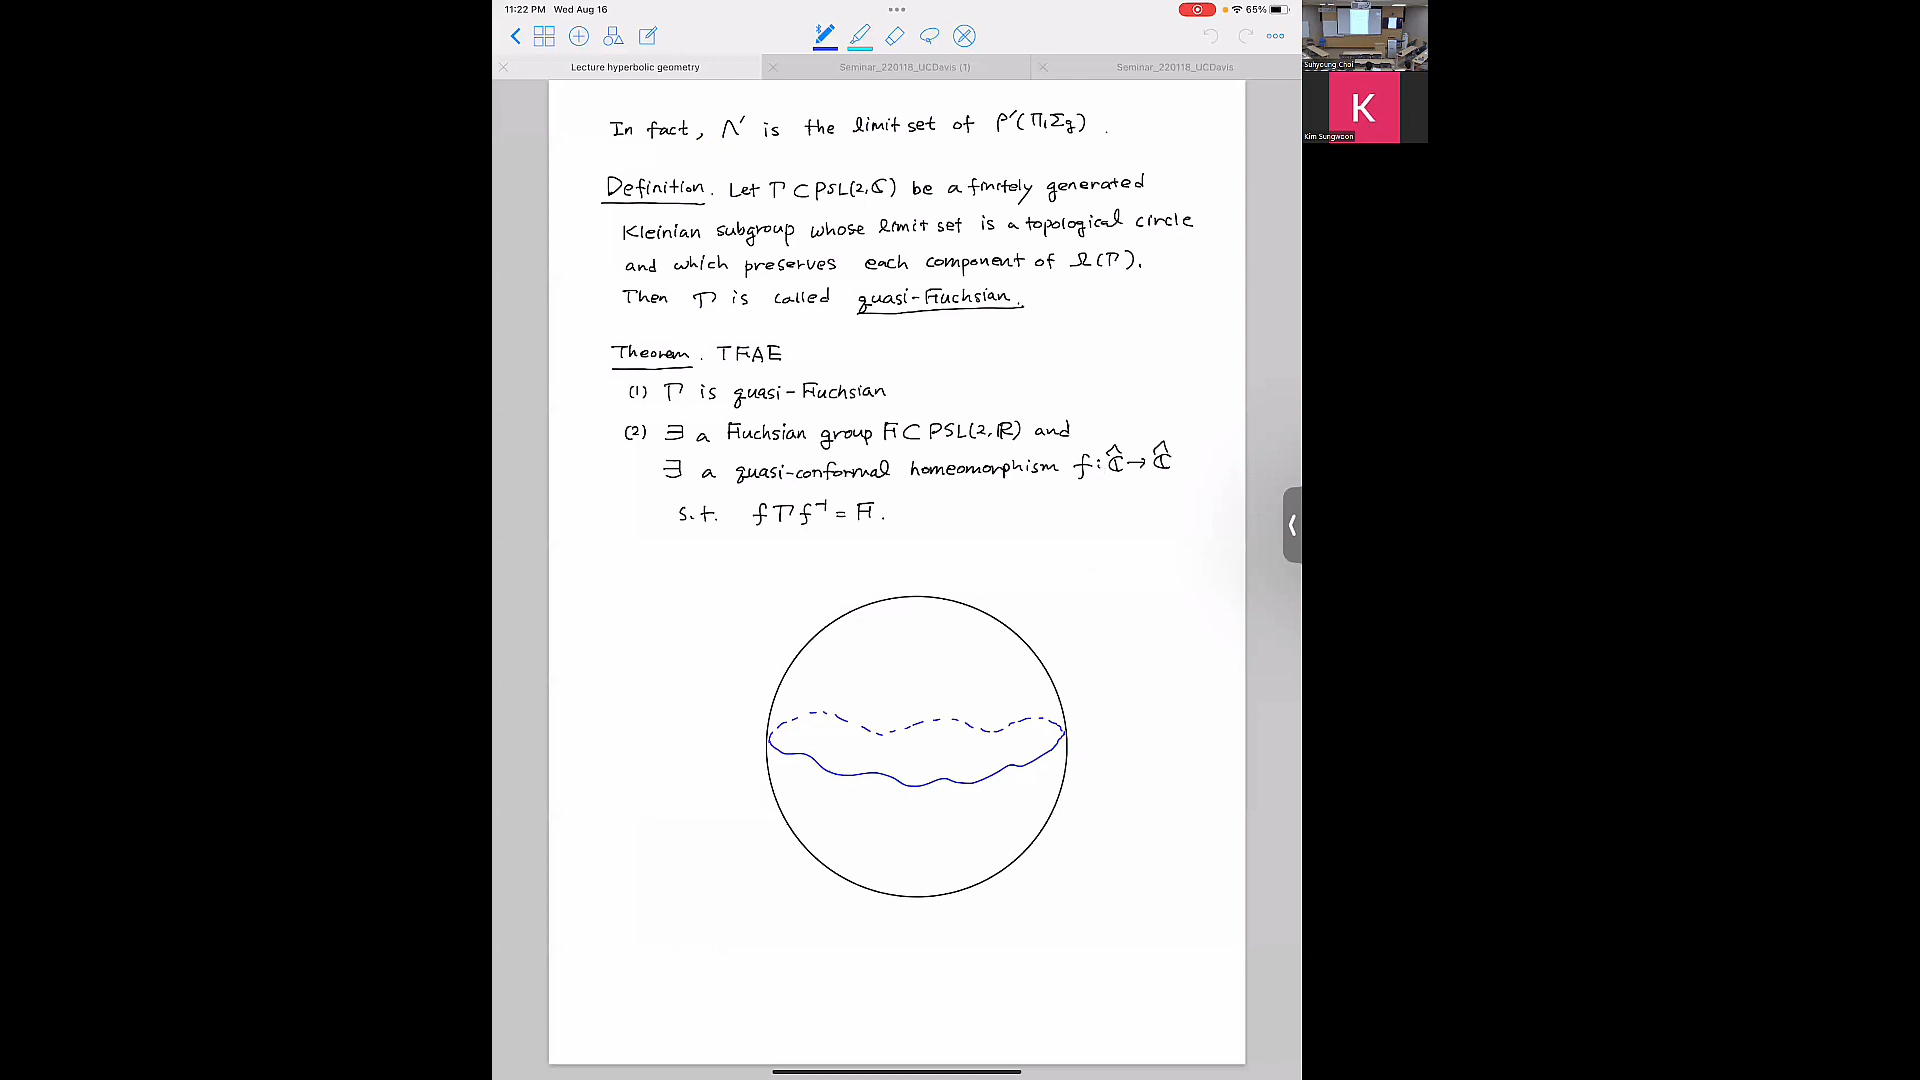 11:22 PM Wed Aug 16
65%
Lecture hyperbolic geometry
Seminar_220118_UCDavis (1)
Seminar_220118_UCDavis
Suhyoung Choi
K
Kim Sungwoon
In fact, Λ' is the limit set of ρ'(π₁Σg).
Definition. Let Γ ⊂ PSL(2,ℂ) be a finitely generated
Kleinian subgroup whose limit set is a topological circle
and which preserves each component of Ω(Γ).
Then Γ is called quasi-Fuchsian.
Theorem. TFAE
(1) Γ is quasi-Fuchsian
(2) ∃ a Fuchsian group F ⊂ PSL(2,ℝ) and
∃ a quasi-conformal homeomorphism f: Ĉ → Ĉ
s.t. fΓf⁻¹ = F.